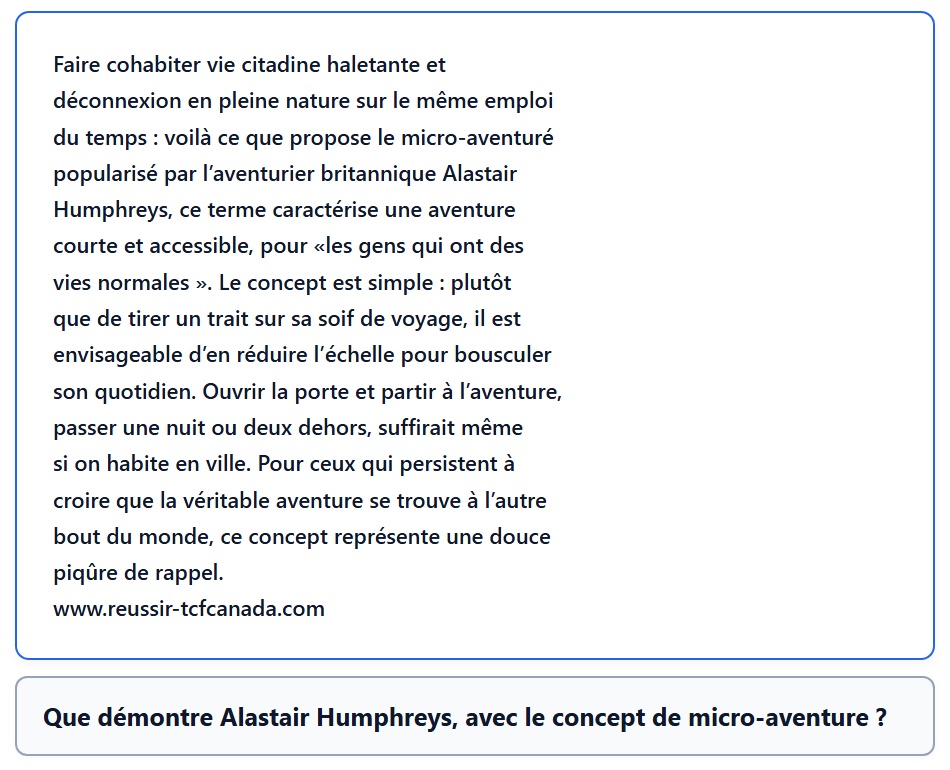 Faire cohabiter vie citadine haletante et
déconnexion en pleine nature sur le même emploi
du temps : voilà ce que propose le micro-aventuré
popularisé par l’aventurier britannique Alastair
Humphreys, ce terme caractérise une aventure
courte et accessible, pour «les gens qui ont des
vies normales ». Le concept est simple : plutôt
que de tirer un trait sur sa soif de voyage, il est
envisageable d’en réduire l’échelle pour bousculer
son quotidien. Ouvrir la porte et partir à l’aventure,
passer une nuit ou deux dehors, suffirait même
si on habite en ville. Pour ceux qui persistent à
croire que la véritable aventure se trouve à l’autre
bout du monde, ce concept représente une douce
piqûre de rappel.
www.reussir-tcfcanada.com
Que démontre Alastair Humphreys, avec le concept de micro-aventure ?